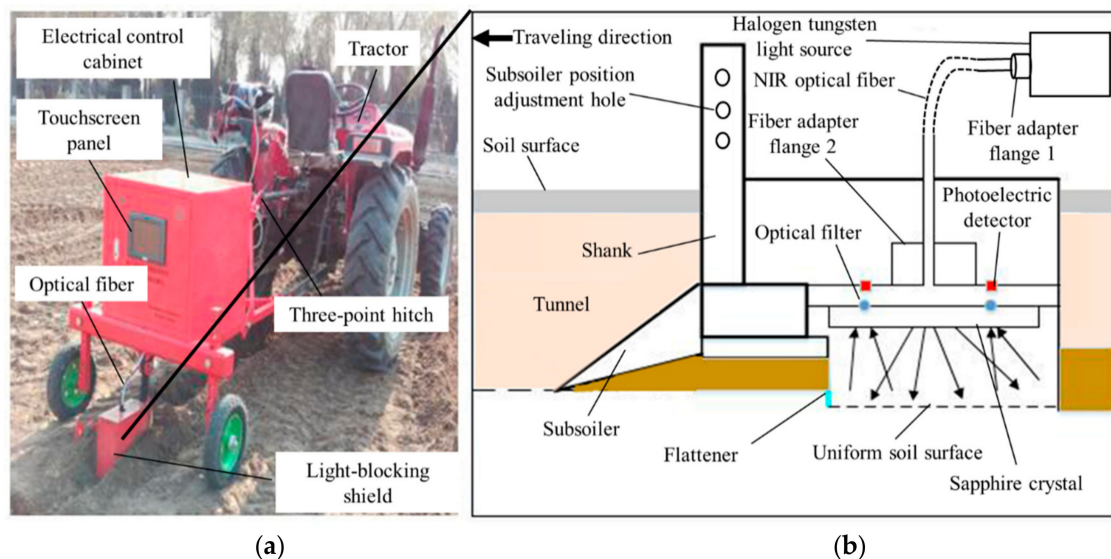 Electrical control
cabinet
Tractor
Touchscreen
panel
Optical fiber
Three-point hitch
Light-blocking
shield
(a)
Traveling direction
Halogen tungsten
light source
Subsoiler position
adjustment hole
NIR optical fiber
Soil surface
Fiber adapter
flange 2
Fiber adapter
flange 1
Photoelectric
detector
Shank
Optical filter
Tunnel
Subsoiler
Flattener
Uniform soil surface
Sapphire crystal
(b)